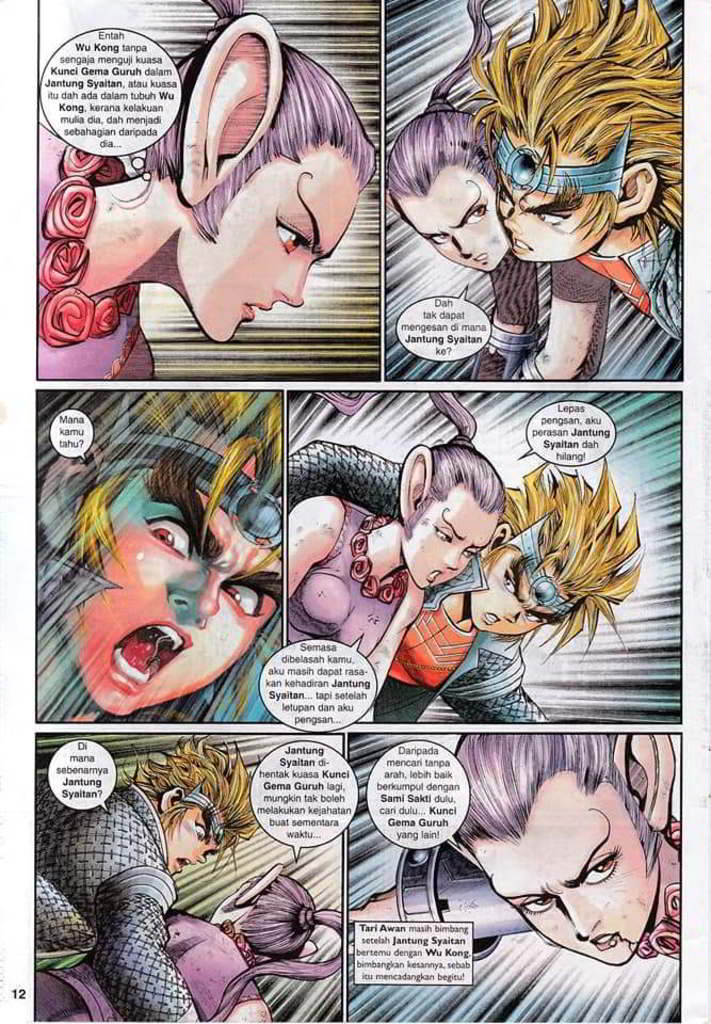 Entah
Wu Kong tanpa
sengaja menguji kuasa
Kunci Gema Guruh dalam
Jantung Syaitan, atau kuasa
itu dah ada dalam tubuh Wu
Kong, kerana kelakuan
mulia dia, dah menjadi
sebahagian daripada
dia...
Dah
tak dapat
mengesan di mana
Jantung Syaitan
ke?
Mana
kamu
tahu?
Lepas
pengsan, aku
perasan Jantung
Syaitan dah
hilang!
Semasa
dibelasah kamu,
aku masih dapat rasa-
kan kehadiran Jantung
Syaitan... tapi setelah
letupan dan aku
pengsan...
Di
mana
sebenarnya
Jantung
Syaitan?
Jantung
Syaitan di-
hentak kuasa Kunci
Gema Guruh lagi,
mungkin tak boleh
melakukan kejahatan
buat sementara
waktu...
Daripada
mencari tanpa
arah, lebih baik
berkumpul dengan
Sami Sakti dulu,
cari dulu... Kunci
Gema Guruh
yang lain!
Tari Awan masih bimbang
setelah Jantung Syaitan
bertemu dengan Wu Kong,
bimbangkan kesannya, sebab
itu mencadangkan begitu!
12